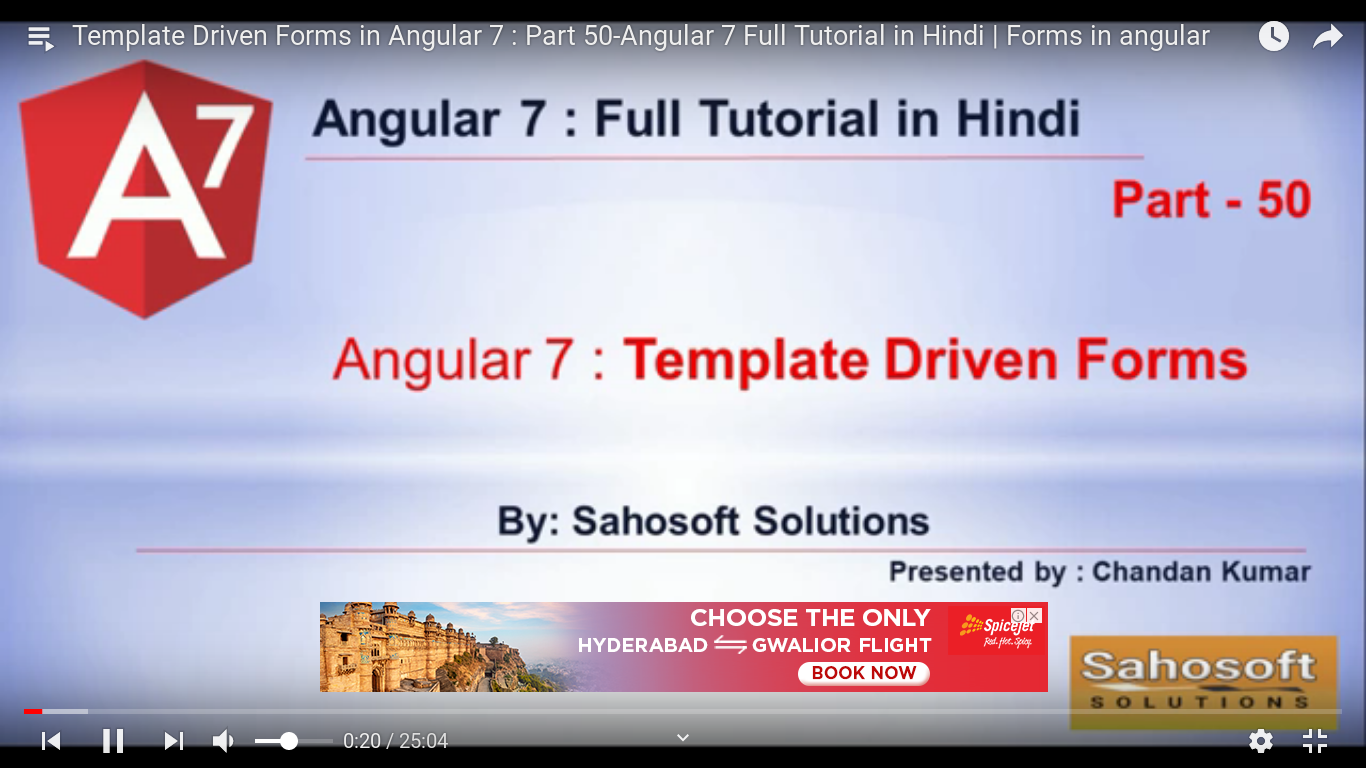 Template Driven Forms in Angular 7 : Part 50-Angular 7 Full Tutorial in Hindi | Forms in angular
A7
Angular 7 : Full Tutorial in Hindi
Part - 50
Angular 7 : Template Driven Forms
By: Sahosoft Solutions
Presented by : Chandan Kumar
CHOOSE THE ONLY
HYDERABAD GWALIOR FLIGHT
BOOK NOW
Spicejet
Red. Hot. Spicy.
Sahosoft
SOLUTIONS
0:20 / 25:04